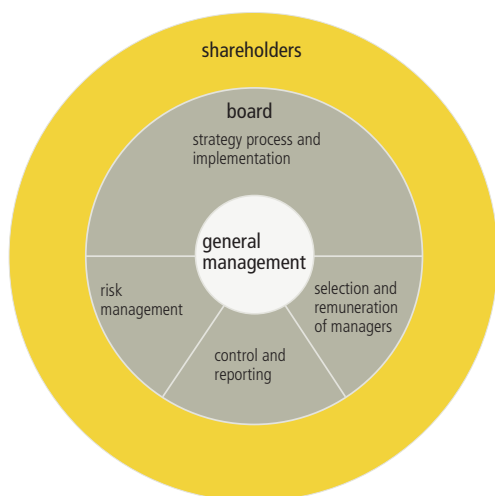 shareholders
board
strategy process and
implementation
general
management
risk
management
selection and
remuneration
of managers
control and
reporting